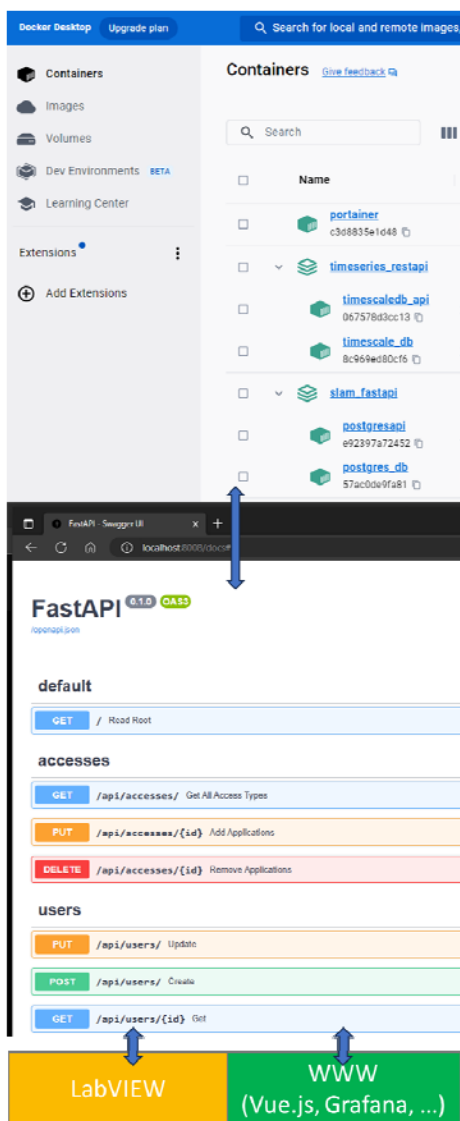 Docker Desktop Upgrade plan Search for local and remote images,
Containers
Images
Volumes
Dev Environments BETA
Learning Center
Extensions
Add Extensions
Containers Give feedback
Search
Name
portainer
c3d8835e1d48
timeseries_restapi
timescaledb_api
067578d3cc13
timescale_db
8c969ed80cf6
slam_fastapi
postgresapi
e92397a72452
postgres_db
57ac0de9fa81
FastAPI - Swagger UI
localhost:8008/docs#
FastAPI 0.1.0 OAS3
/openapi.json
default
GET / Read Root
accesses
GET /api/accesses/ Get All Access Types
PUT /api/accesses/{id} Add Applications
DELETE /api/accesses/{id} Remove Applications
users
PUT /api/users/ Update
POST /api/users/ Create
GET /api/users/{id} Get
LabVIEW
WWW
(Vue.js, Grafana, ...)